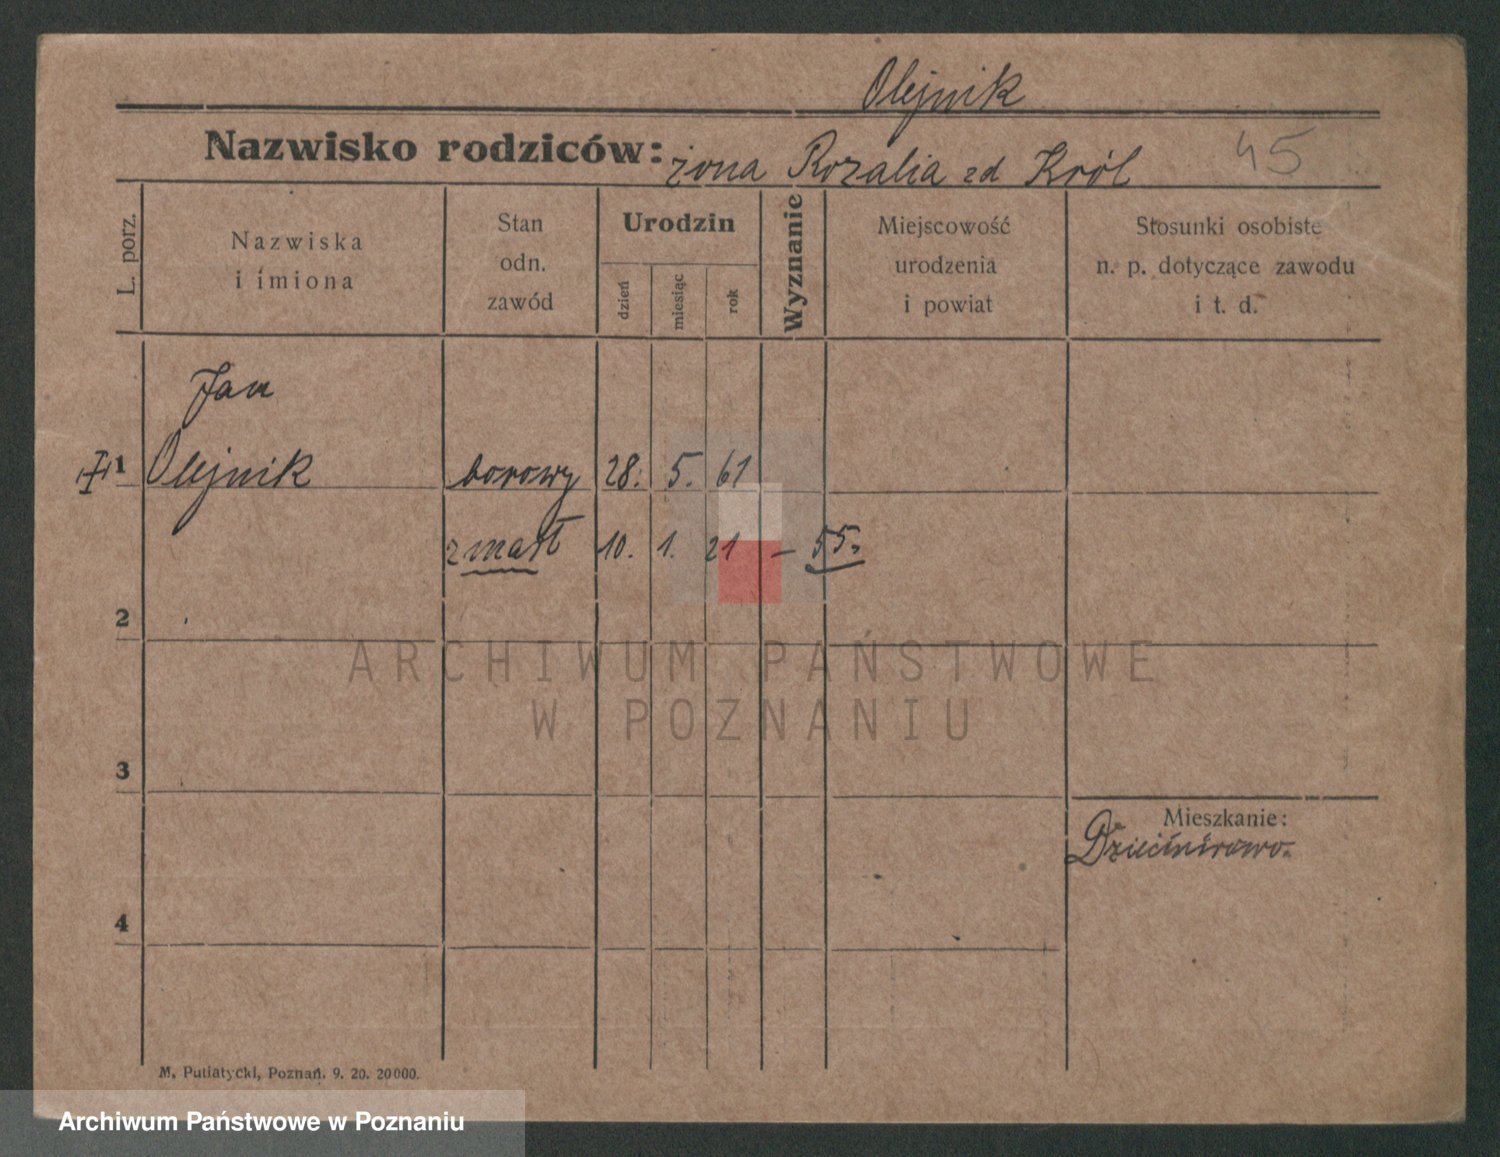 Olejnik
Nazwisko rodziców: żona Rozalia zd Król
45
L. porz.
Nazwiska i imiona
Stan odn. zawód
Urodzin
dzień
miesiąc
rok
Wyznanie
Miejscowość urodzenia i powiat
Stosunki osobiste n. p. dotyczące zawodu i t. d.
Jan
1 Olejnik borowy 28. 5. 61
zmarł 10. 1. 21 – 55.
2
ARCHIWUM PAŃSTWOWE
W POZNANIU
3
Mieszkanie:
4
M. Putiatycki, Poznań. 9. 20. 20000.
Archiwum Państwowe w Poznaniu